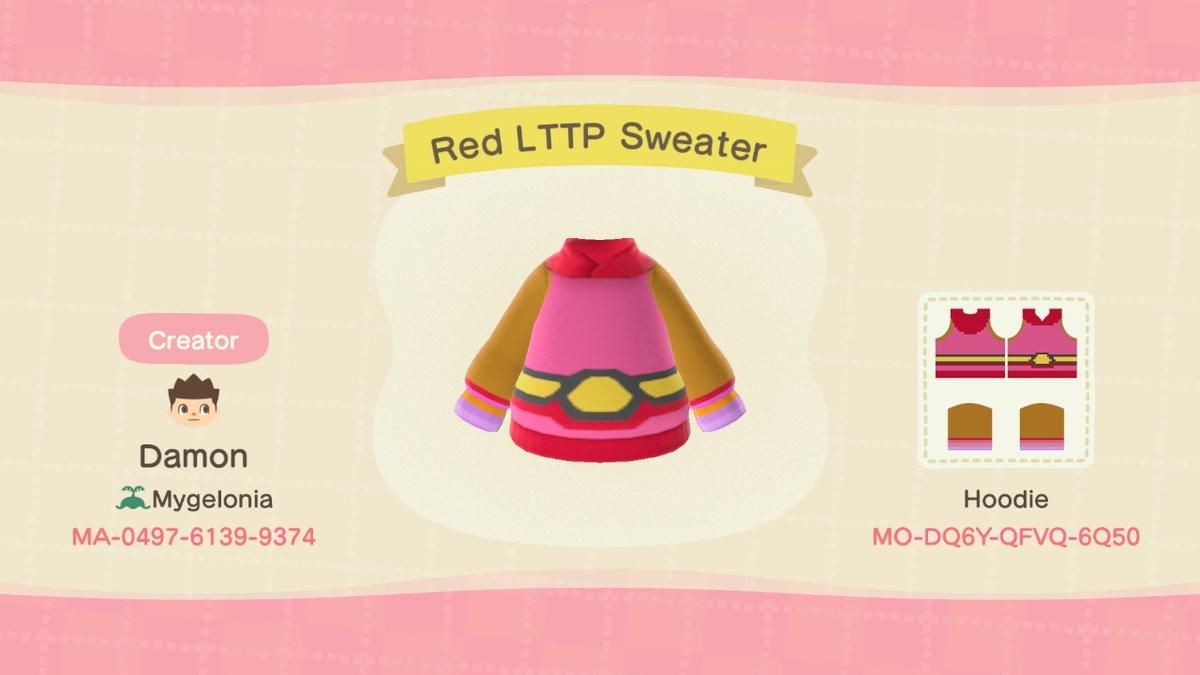 Red LTTP Sweater
Creator
Damon
Mygelonia
MA-0497-6139-9374
Hoodie
MO-DQ6Y-QFVQ-6Q50